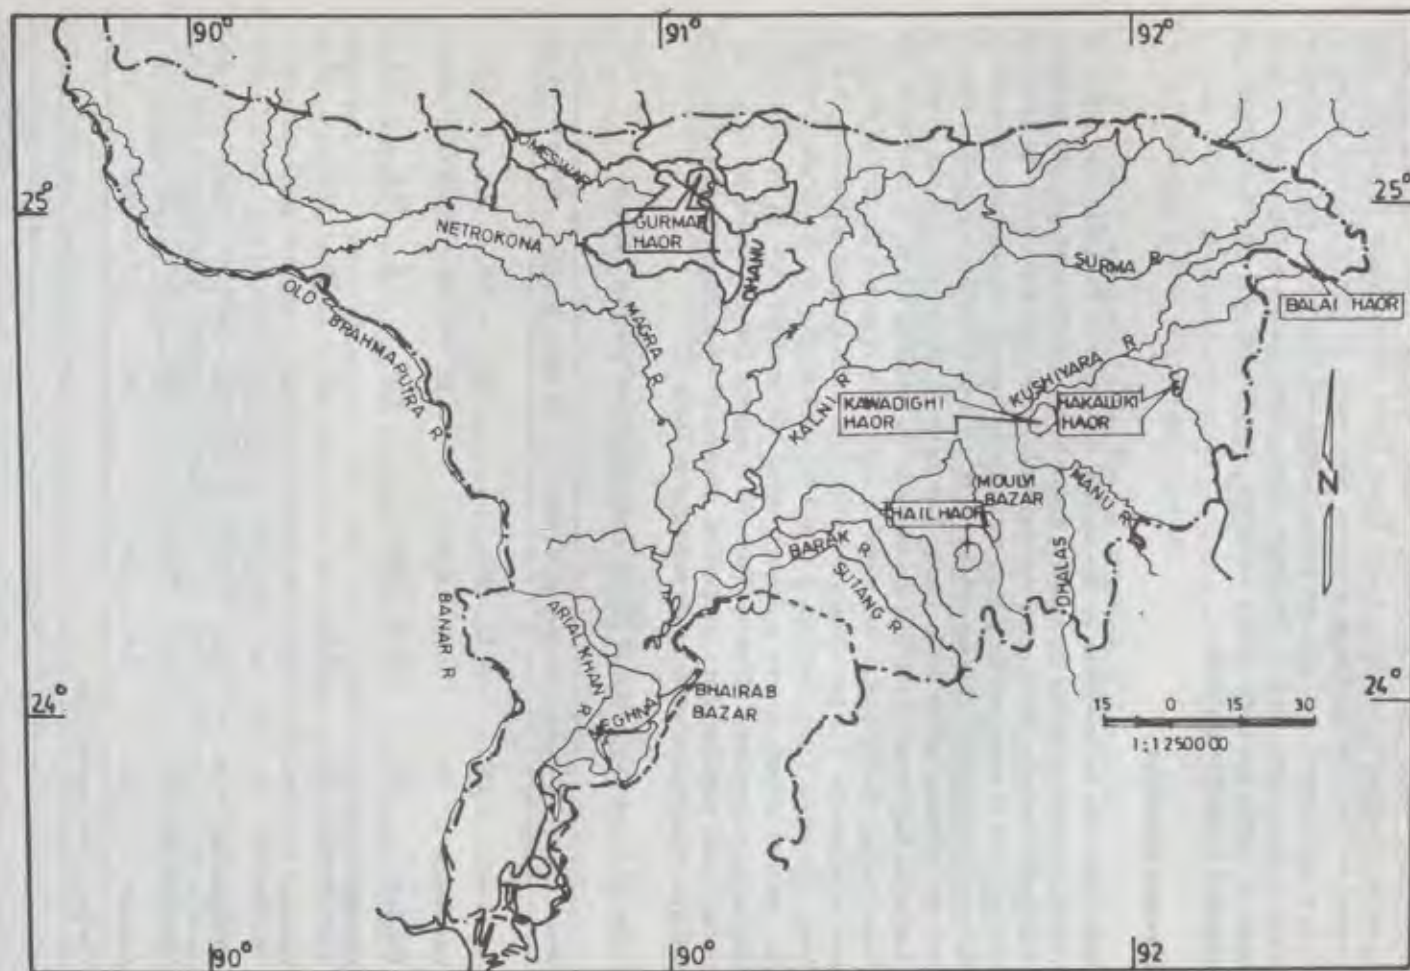 90°
91°
92°
25°
25°
SOMESWARI
GURMAR
HAOR
NETROKONA
DHANU
SURMA R
BALAI HAOR
OLD BRAHMAPUTRA R
MAGRA R
KUSHIYARA R
KALNI R
KAWADIGHI
HAOR
HAKALUKI
HAOR
N
MOULVI
BAZAR
MANU R
HAIL HAOR
BARAK R
SUTANG R
DHALAS
BANAR R
ARIAL KHAN R
MEGHNA
BHAIRAB
BAZAR
24°
24°
15 0 15 30
1:1250000
90°
90°
92